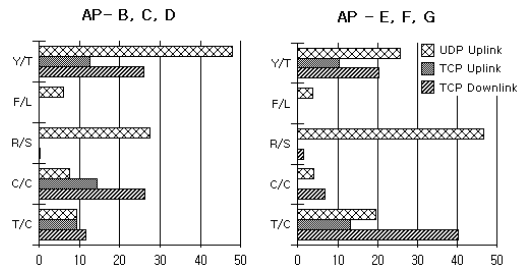 AP- B, C, D
AP - E, F, G
Y/T
F/L
R/S
C/C
T/C
0 10 20 30 40 50
Y/T
F/L
R/S
C/C
T/C
0 10 20 30 40 50
UDP Uplink
TCP Uplink
TCP Downlink